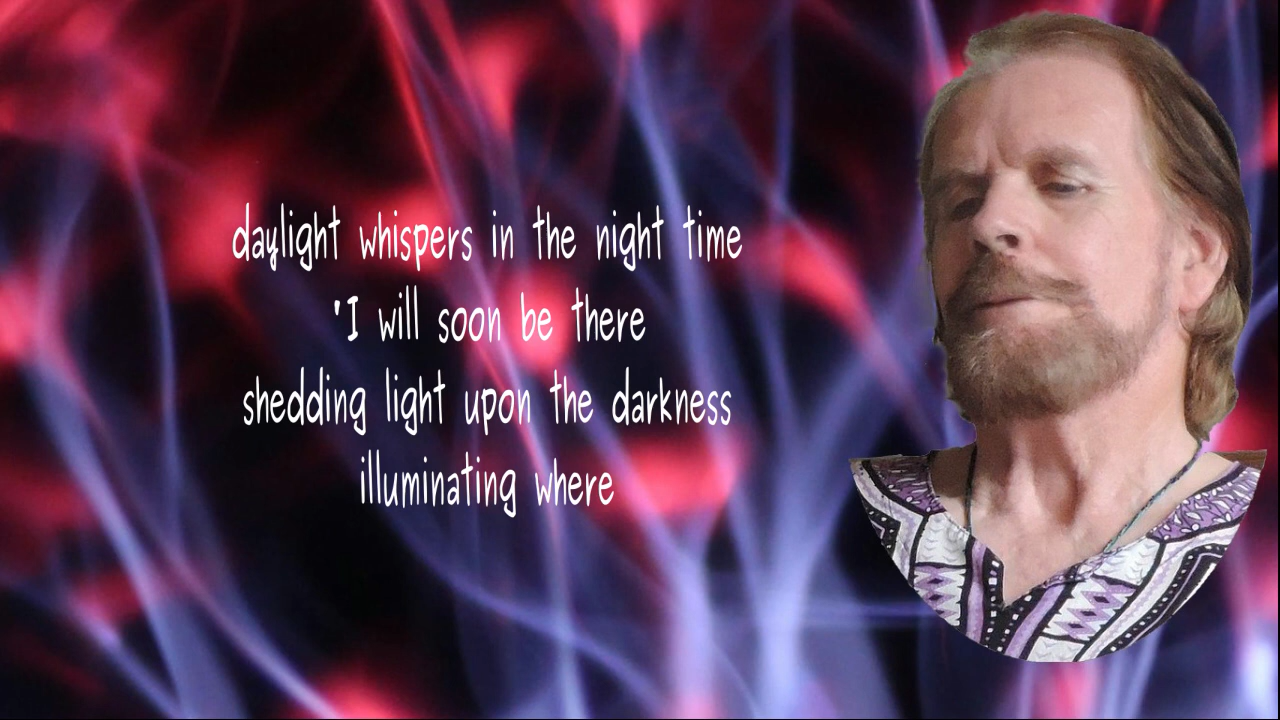 daylight whispers in the night time
'I will soon be there
shedding light upon the darkness
illuminating where